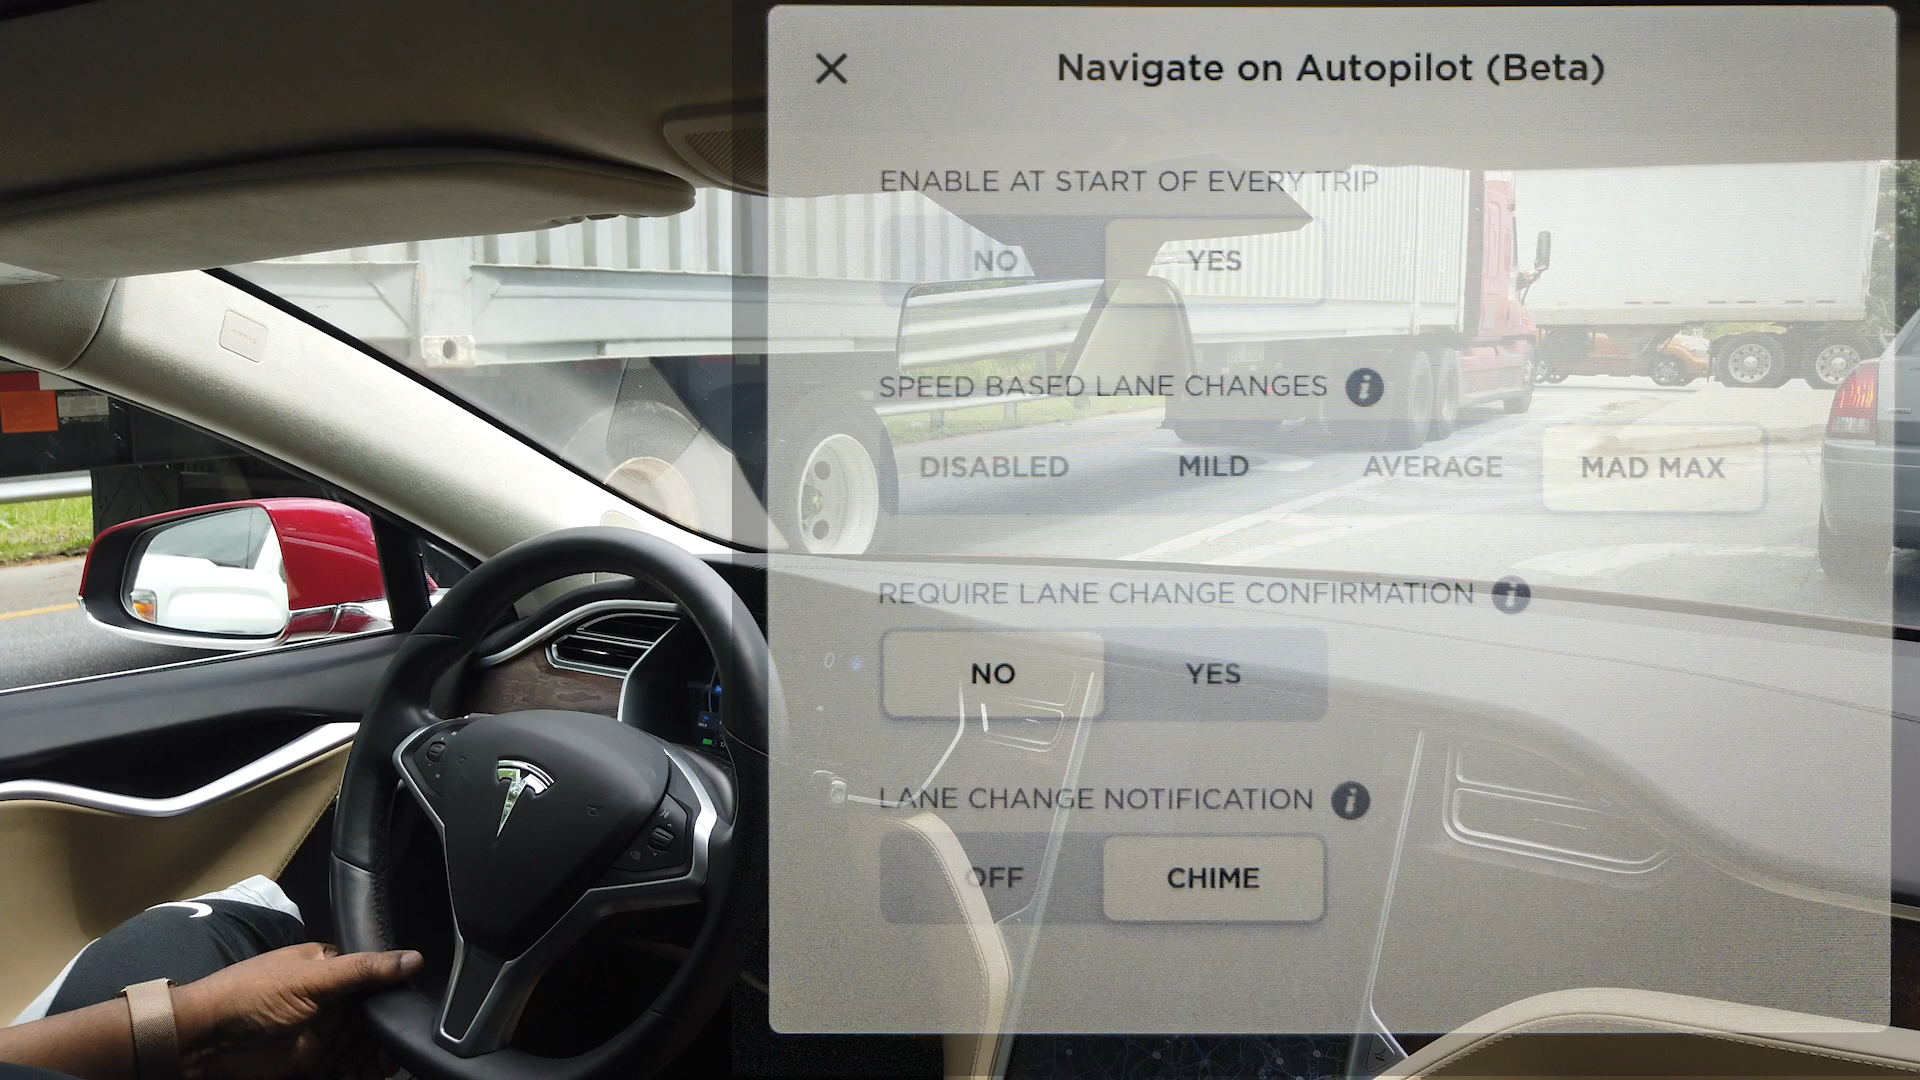 Navigate on Autopilot (Beta)
ENABLE AT START OF EVERY TRIP
NO YES
SPEED BASED LANE CHANGES
DISABLED MILD AVERAGE MAD MAX
REQUIRE LANE CHANGE CONFIRMATION
NO YES
LANE CHANGE NOTIFICATION
OFF CHIME